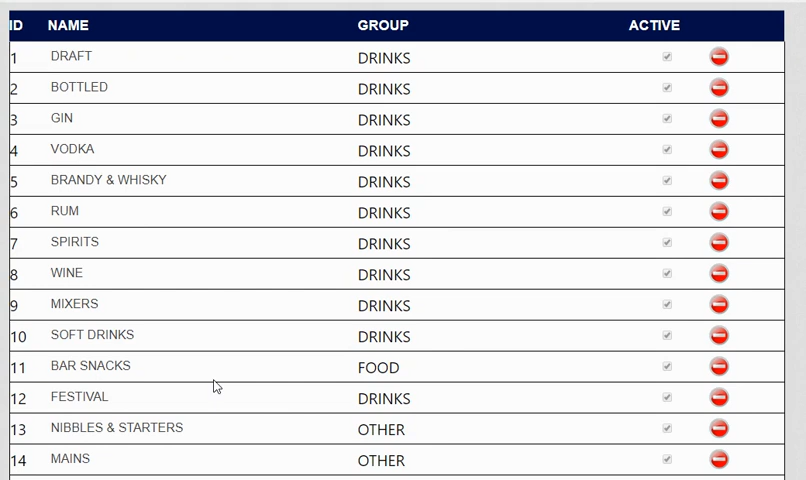 ID NAME GROUP ACTIVE
1 DRAFT DRINKS
2 BOTTLED DRINKS
3 GIN DRINKS
4 VODKA DRINKS
5 BRANDY & WHISKY DRINKS
6 RUM DRINKS
7 SPIRITS DRINKS
8 WINE DRINKS
9 MIXERS DRINKS
10 SOFT DRINKS DRINKS
11 BAR SNACKS FOOD
12 FESTIVAL DRINKS
13 NIBBLES & STARTERS OTHER
14 MAINS OTHER